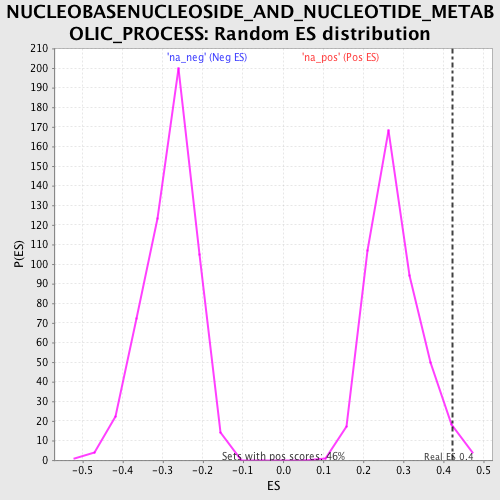 NUCLEOBASENUCLEOSIDE_AND_NUCLEOTIDE_METAB
OLIC_PROCESS: Random ES distribution
'na_neg' (Neg ES)
'na_pos' (Pos ES)
P(ES)
210
200
190
180
170
160
150
140
130
120
110
100
90
80
70
60
50
40
30
20
10
0
Sets with pos scores: 46%
Real ES 0.4
-0.5 -0.4 -0.3 -0.2 -0.1 0.0 0.1 0.2 0.3 0.4 0.5
ES